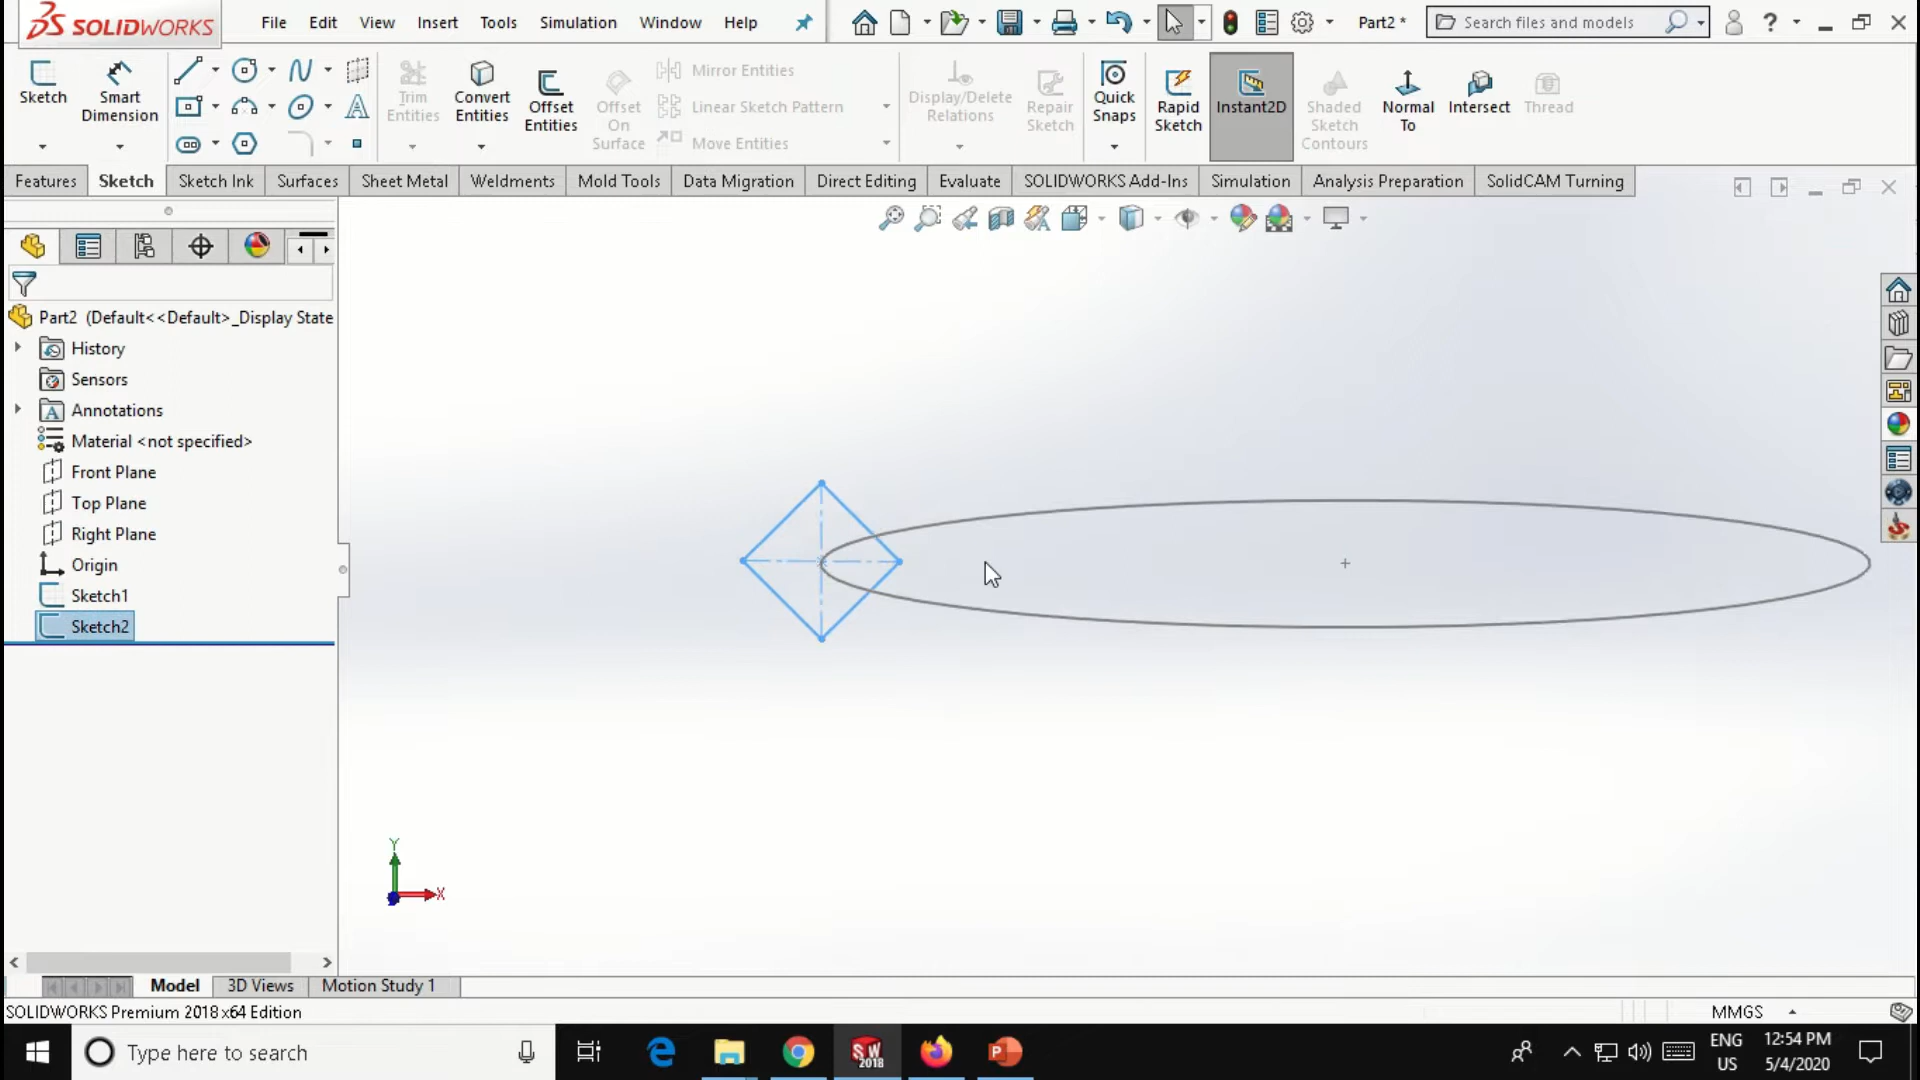 SOLIDWORKS
File Edit View Insert Tools Simulation Window Help
Part2 *
Search files and models
?
Sketch
Smart Dimension
Trim Entities
Convert Entities
Offset Entities
Offset On Surface
Mirror Entities
Linear Sketch Pattern
Move Entities
Display/Delete Relations
Repair Sketch
Quick Snaps
Rapid Sketch
Instant2D
Shaded Sketch Contours
Normal To
Intersect
Thread
Features Sketch Sketch Ink Surfaces Sheet Metal Weldments Mold Tools Data Migration Direct Editing Evaluate SOLIDWORKS Add-Ins Simulation Analysis Preparation SolidCAM Turning
Part2 (Default<<Default>_Display State
History
Sensors
Annotations
Material <not specified>
Front Plane
Top Plane
Right Plane
Origin
Sketch1
Sketch2
Y
X
Model 3D Views Motion Study 1
SOLIDWORKS Premium 2018 x64 Edition
MMGS
Type here to search
SW 2018
ENG US
12:54 PM
5/4/2020